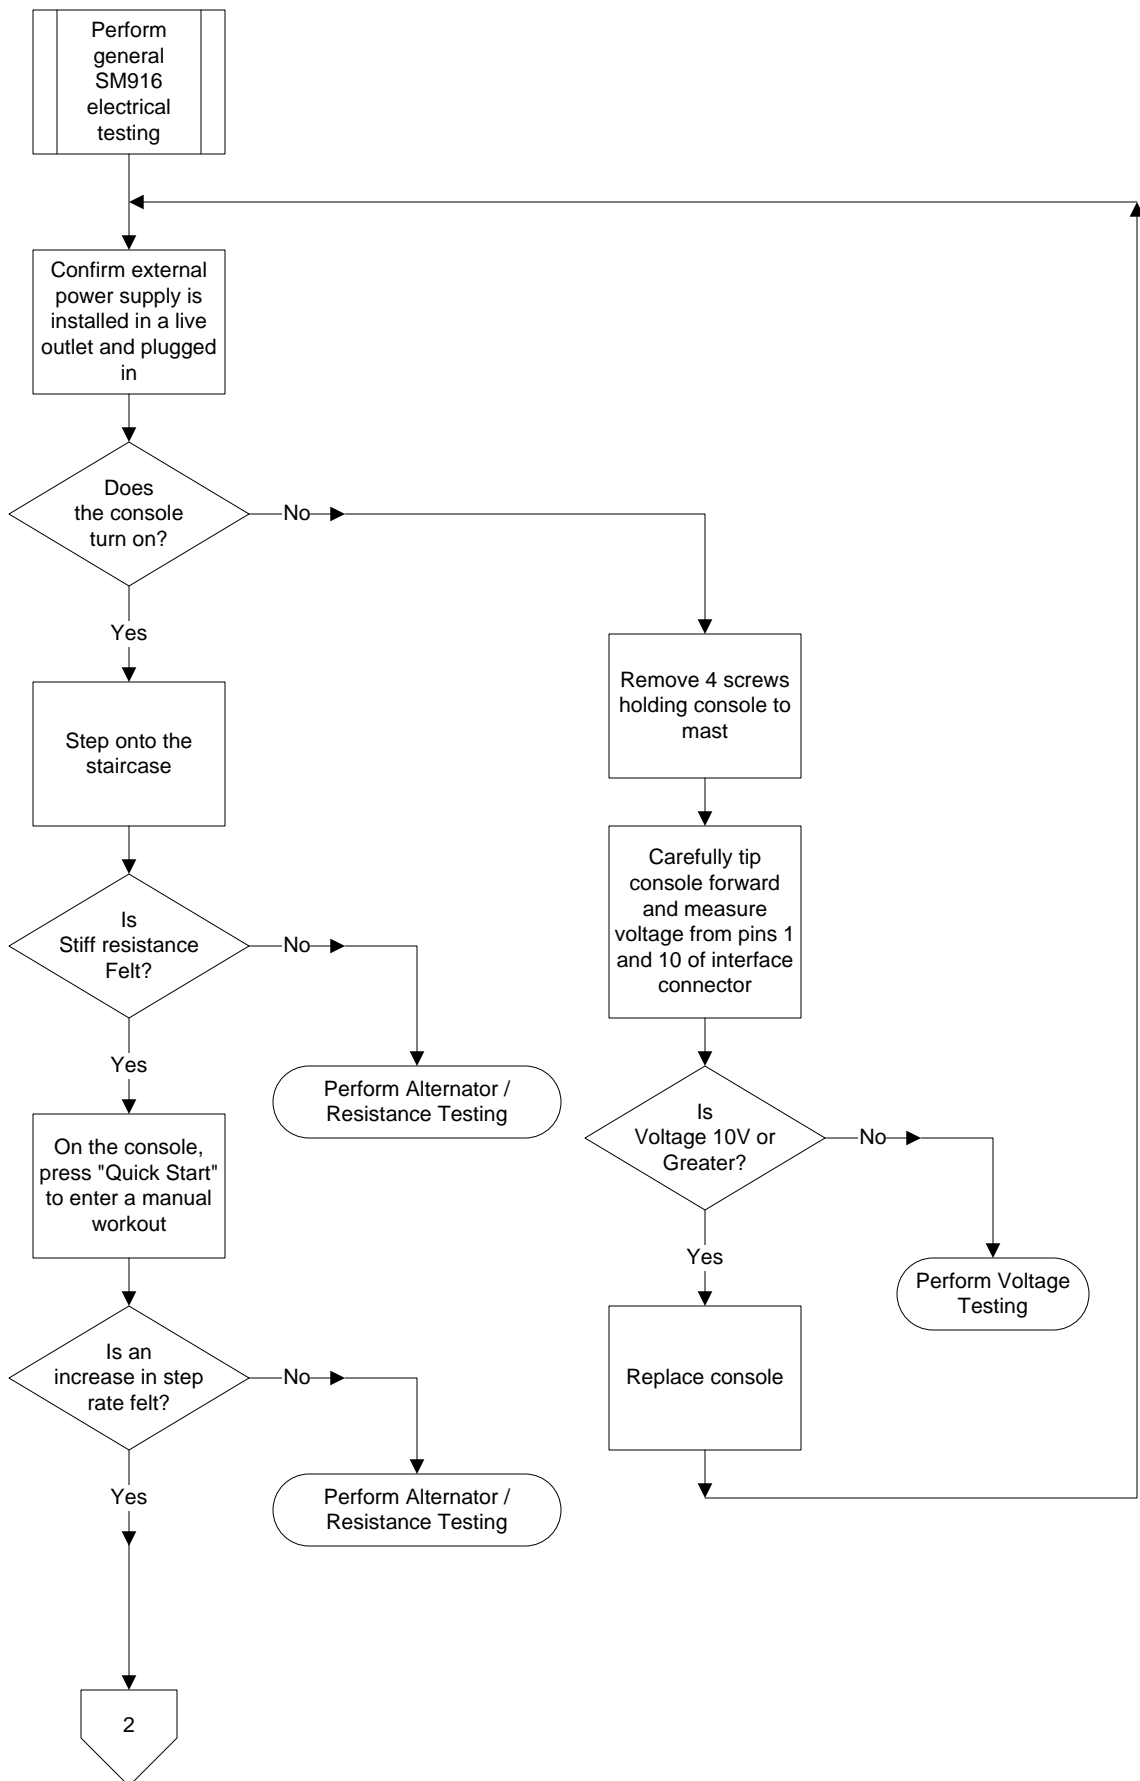 Perform
general
SM916
electrical
testing
Confirm external
power supply is
installed in a live
outlet and plugged
in
Does
the console
turn on?
No
Yes
Step onto the
staircase
Is
Stiff resistance
Felt?
No
Perform Alternator /
Resistance Testing
Yes
On the console,
press "Quick Start"
to enter a manual
workout
Is an
increase in step
rate felt?
No
Perform Alternator /
Resistance Testing
Yes
2
Remove 4 screws
holding console to
mast
Carefully tip
console forward
and measure
voltage from pins 1
and 10 of interface
connector
Is
Voltage 10V or
Greater?
No
Perform Voltage
Testing
Yes
Replace console